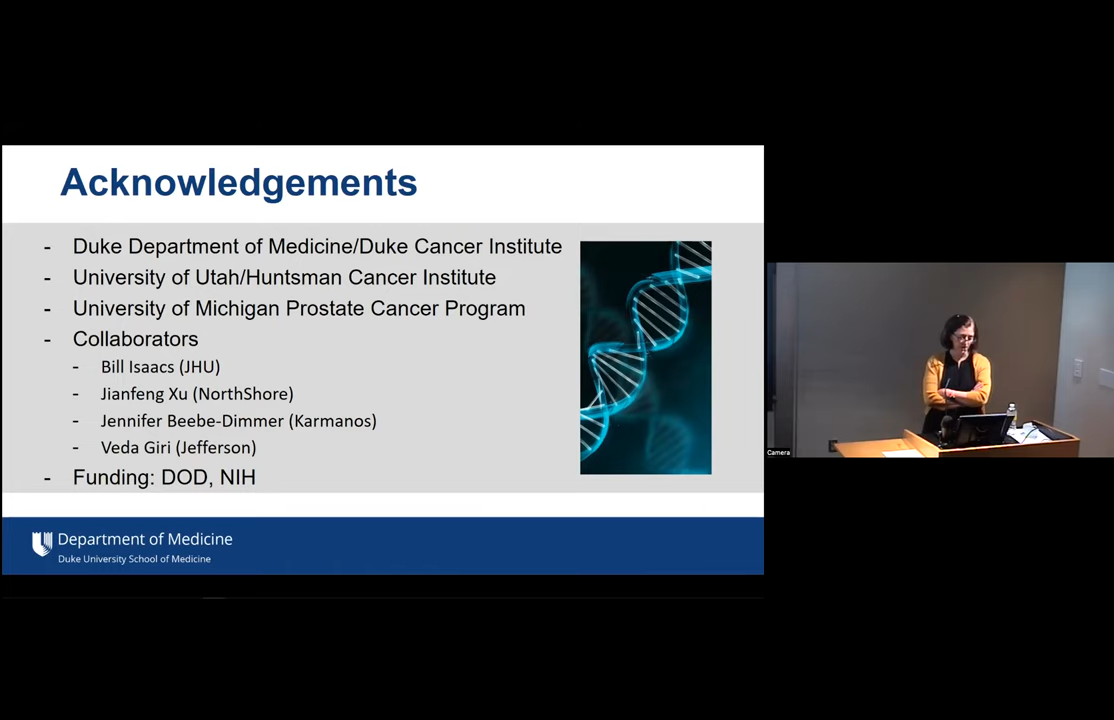 Acknowledgements
- Duke Department of Medicine/Duke Cancer Institute
- University of Utah/Huntsman Cancer Institute
- University of Michigan Prostate Cancer Program
- Collaborators
- Bill Isaacs (JHU)
- Jianfeng Xu (NorthShore)
- Jennifer Beebe-Dimmer (Karmanos)
- Veda Giri (Jefferson)
- Funding: DOD, NIH
Department of Medicine
Duke University School of Medicine
Camera